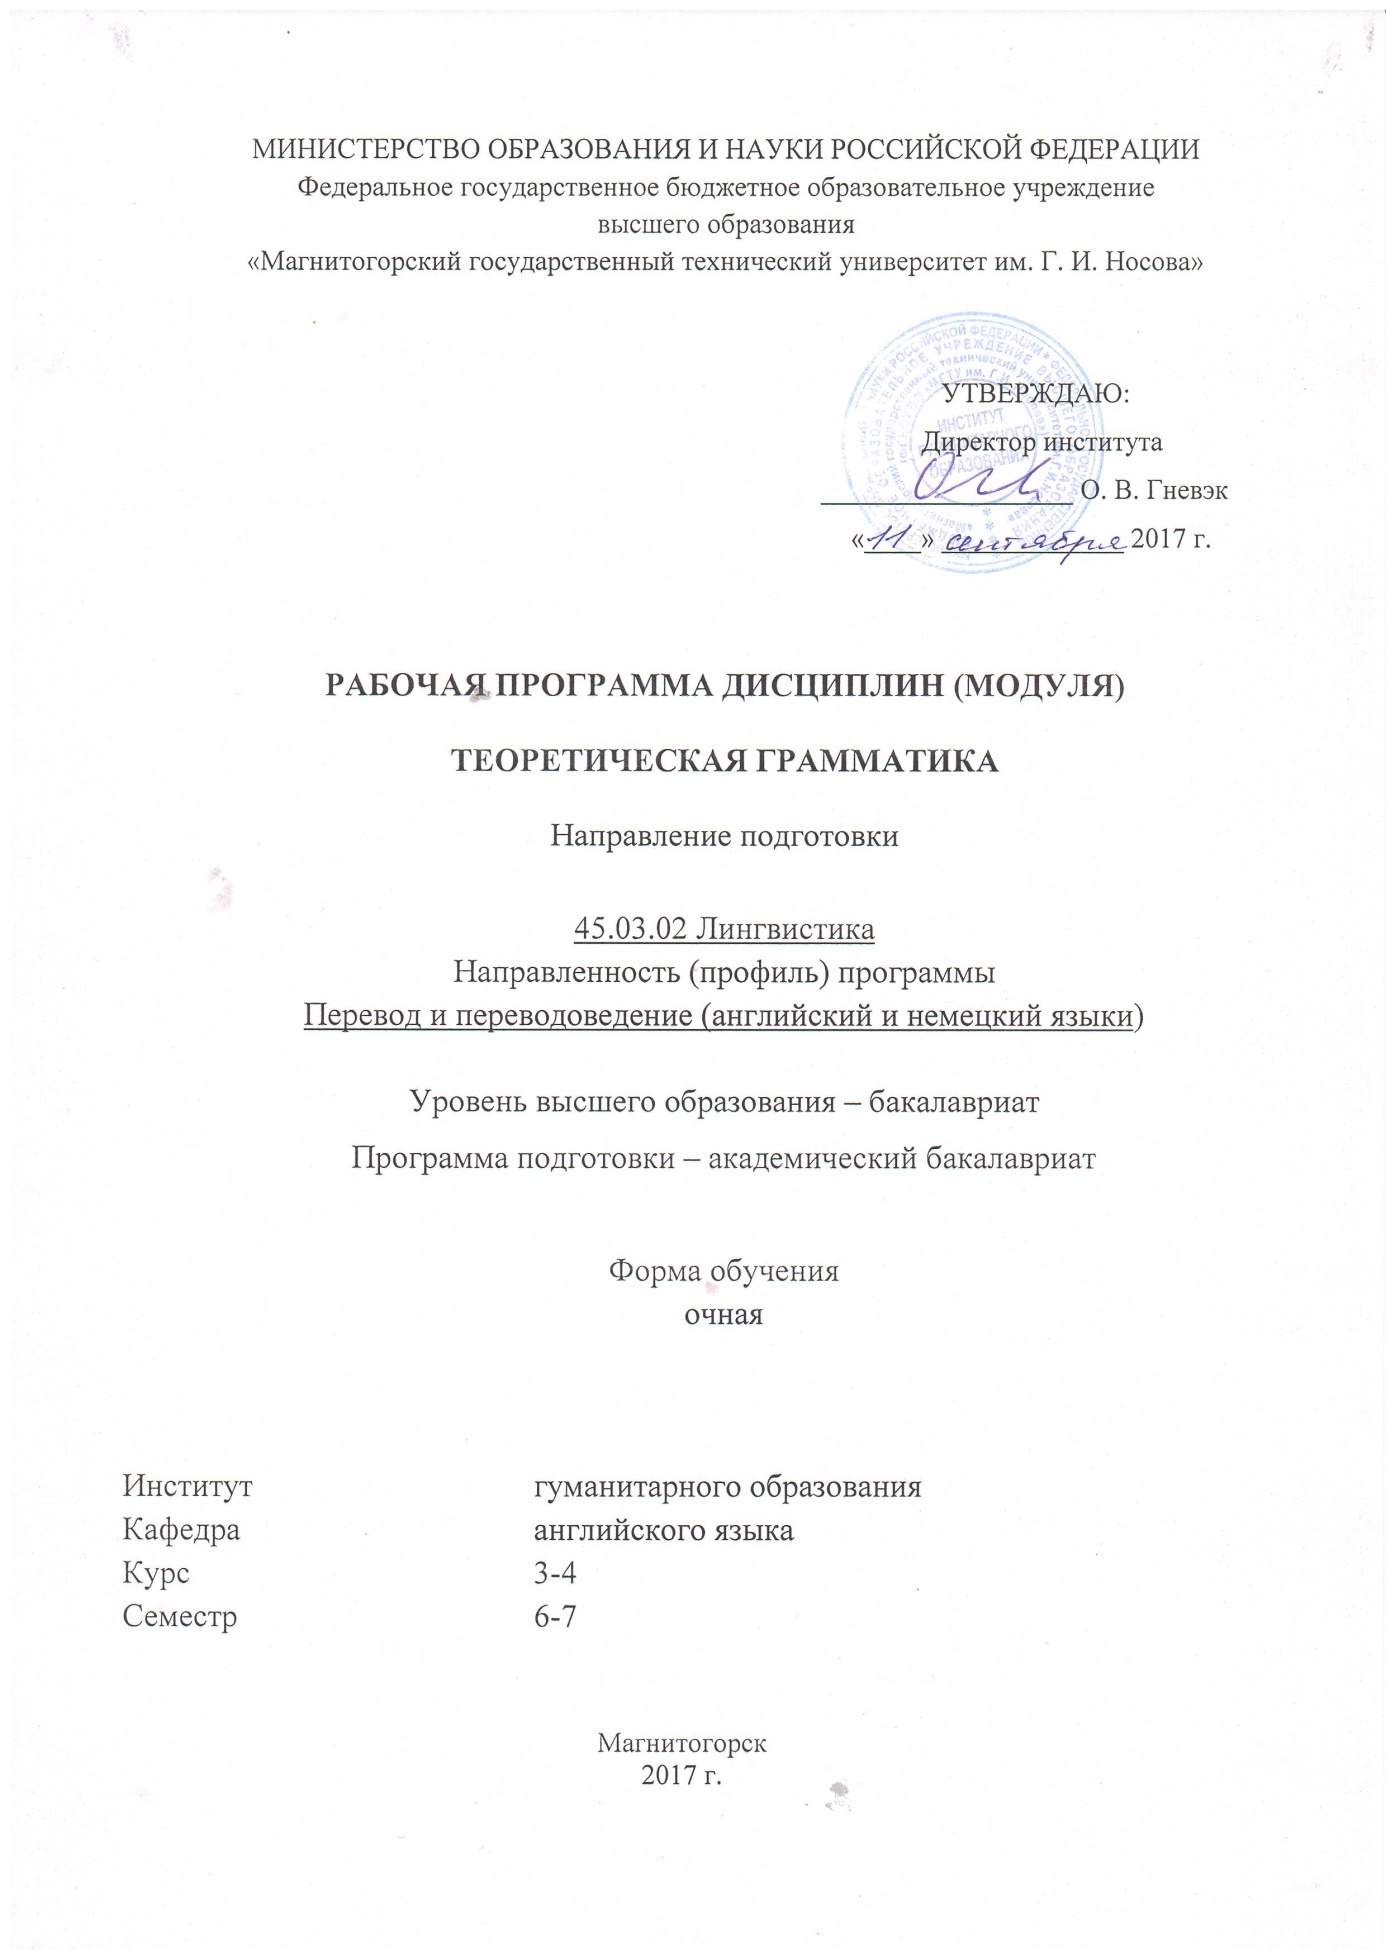 МИНИСТЕРСТВО ОБРАЗОВАНИЯ И НАУКИ РОССИЙСКОЙ ФЕДЕРАЦИИ
Федеральное государственное бюджетное образовательное учреждение
высшего образования
«Магнитогорский государственный технический университет им. Г. И. Носова»
УТВЕРЖДАЮ:
Директор института
О. В. Гневэк
«11» сентября 2017 г.
ИНСТИТУТ
ОБРАЗОВАНИЯ
РАБОЧАЯ ПРОГРАММА ДИСЦИПЛИН (МОДУЛЯ)
ТЕОРЕТИЧЕСКАЯ ГРАММАТИКА
Направление подготовки
45.03.02 Лингвистика
Направленность (профиль) программы
Перевод и переводоведение (английский и немецкий языки)
Уровень высшего образования – бакалавриат
Программа подготовки – академический бакалавриат
Форма обучения
очная
Институт гуманитарного образования
Кафедра английского языка
Курс 3-4
Семестр 6-7
Магнитогорск
2017 г.